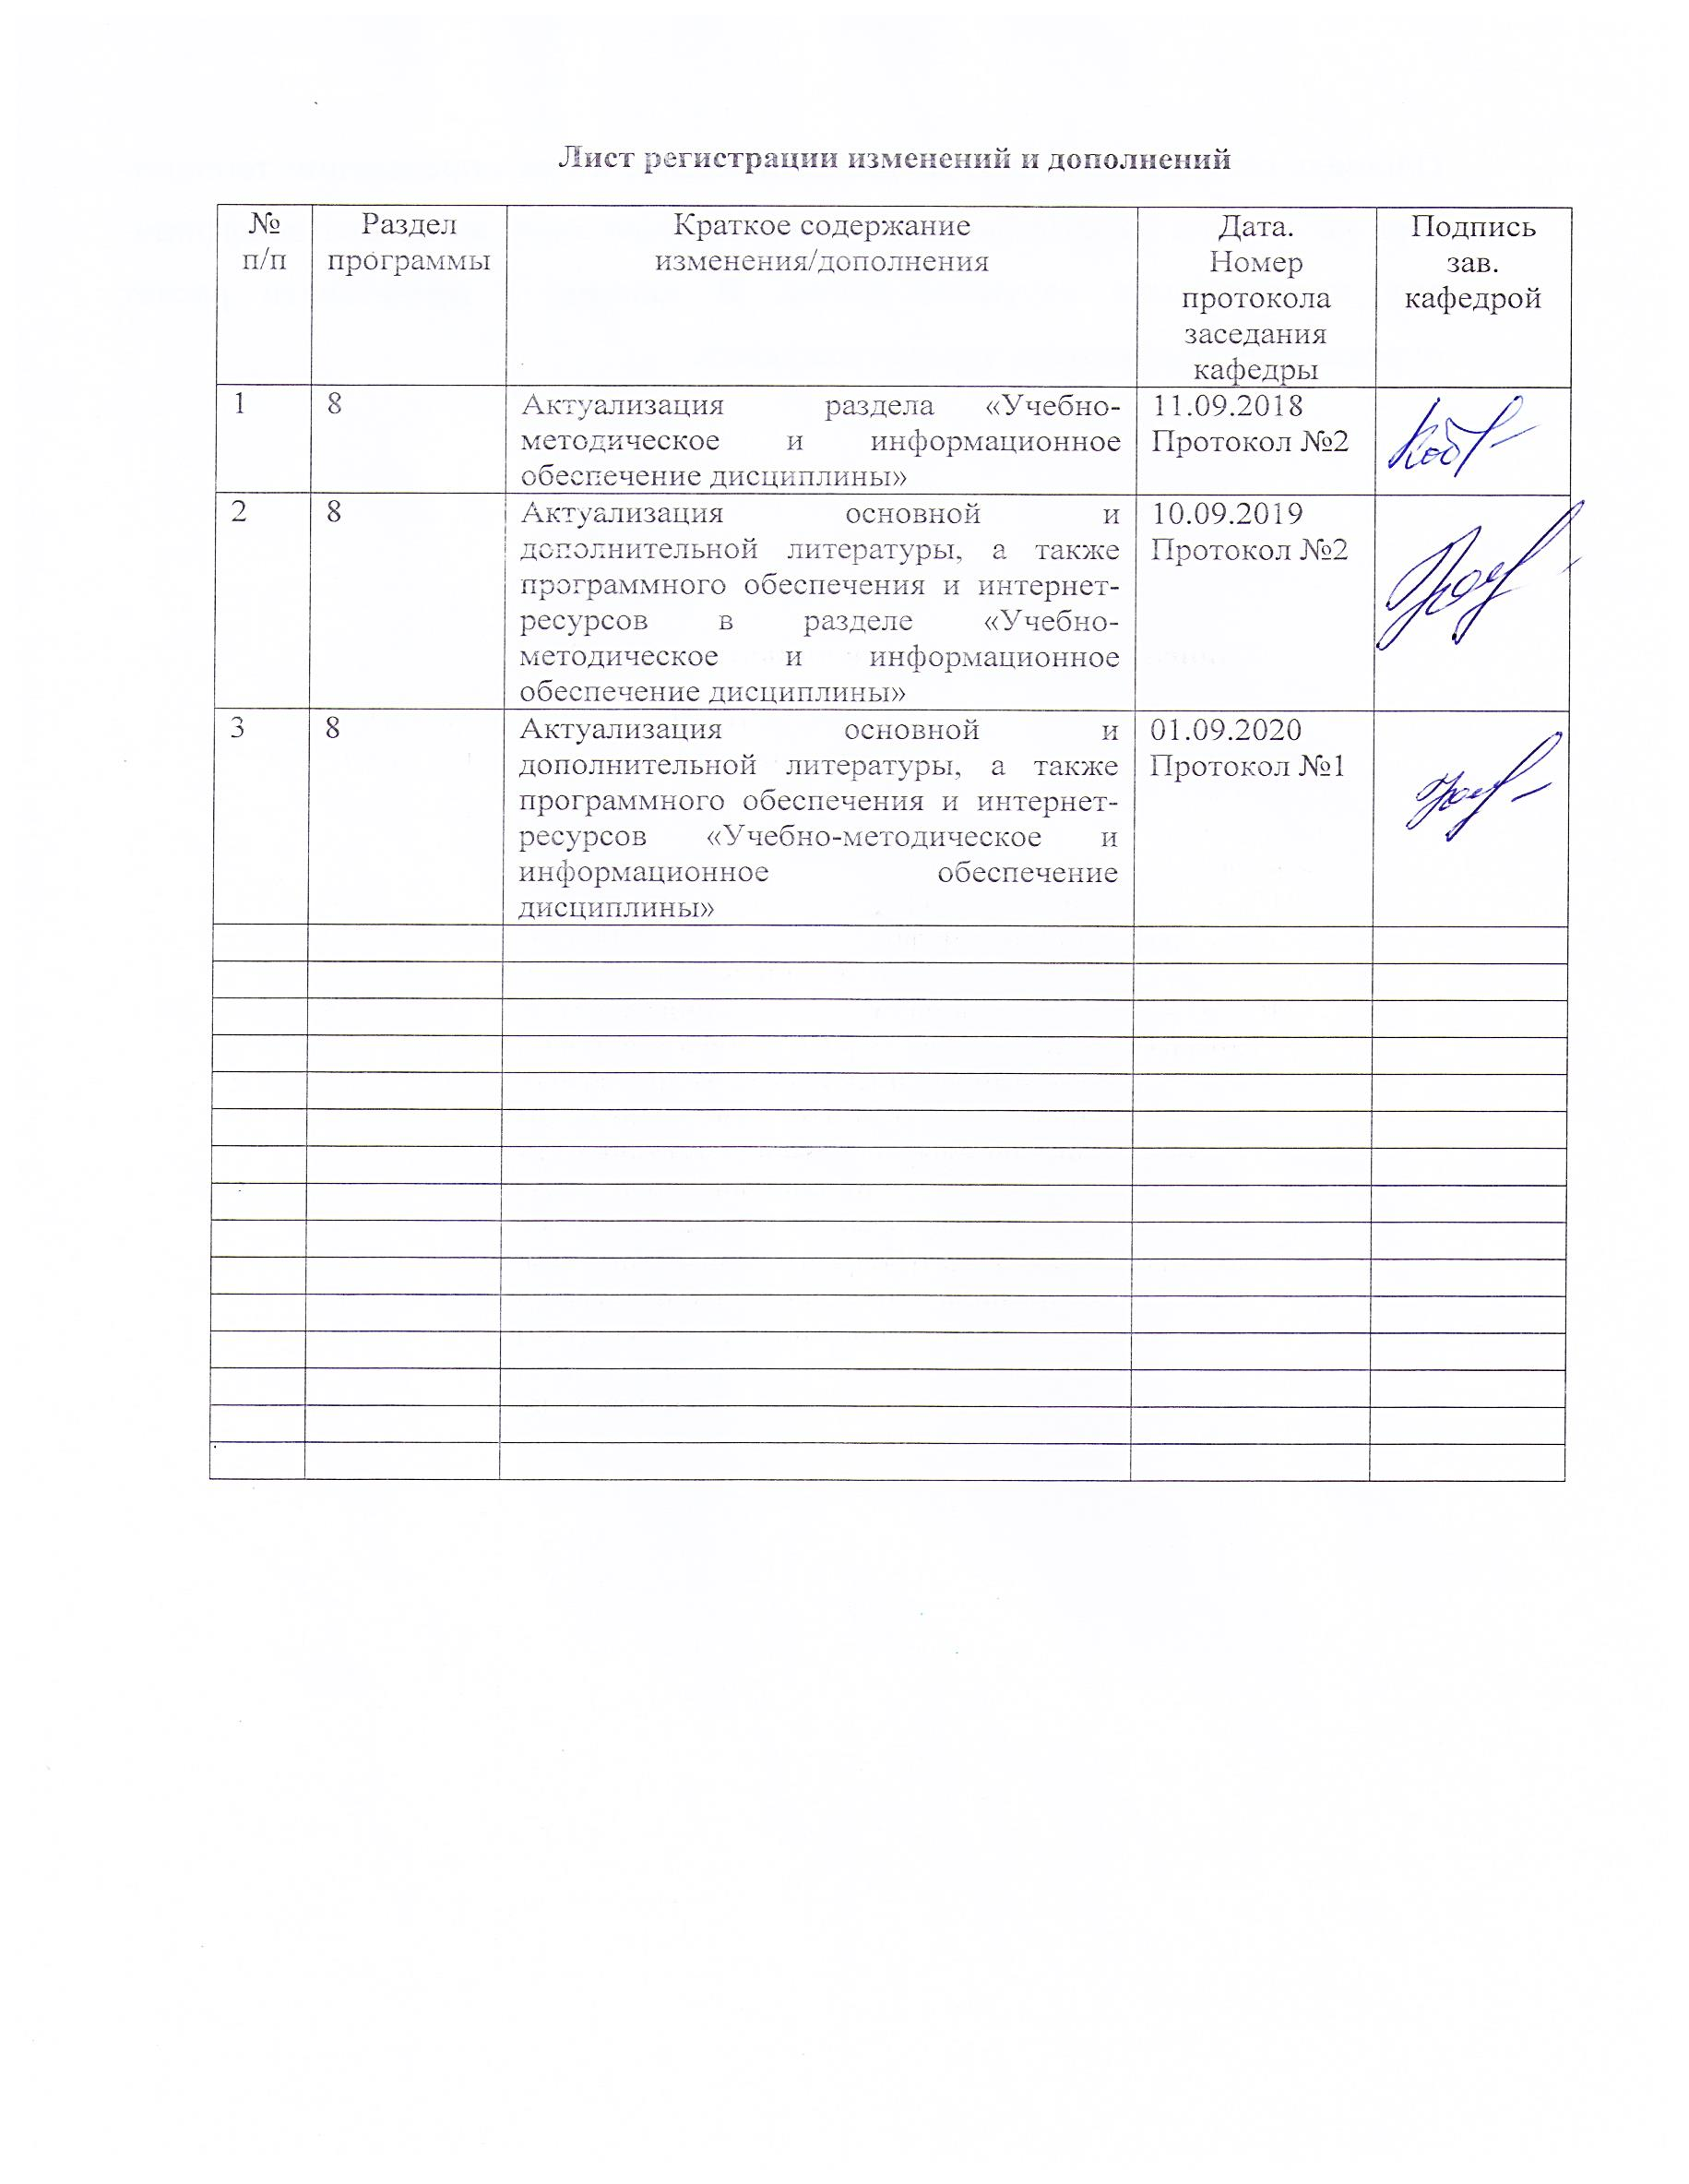 Лист регистрации изменений и дополнений
№
п/п
Раздел
программы
Краткое содержание
изменения/дополнения
Дата.
Номер
протокола
заседания
кафедры
Подпись
зав.
кафедрой
1
8
Актуализация раздела «Учебно-
методическое и информационное
обеспечение дисциплины»
11.09.2018
Протокол №2
2
8
Актуализация основной и
дополнительной литературы, а также
программного обеспечения и интернет-
ресурсов в разделе «Учебно-
методическое и информационное
обеспечение дисциплины»
10.09.2019
Протокол №2
3
8
Актуализация основной и
дополнительной литературы, а также
программного обеспечения и интернет-
ресурсов «Учебно-методическое и
информационное обеспечение
дисциплины»
01.09.2020
Протокол №1